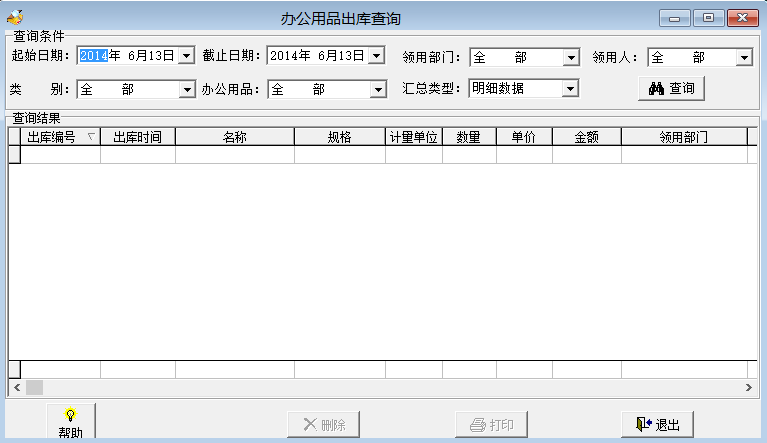 办公用品出库查询
查询条件
起始日期： 2014年 6月13日 截止日期： 2014年 6月13日 领用部门： 全 部 领用人： 全 部
类 别： 全 部 办公用品： 全 部 汇总类型： 明细数据 查询
查询结果
出库编号 出库时间 名称 规格 计量单位 数量 单价 金额 领用部门
帮助 删除 打印 退出